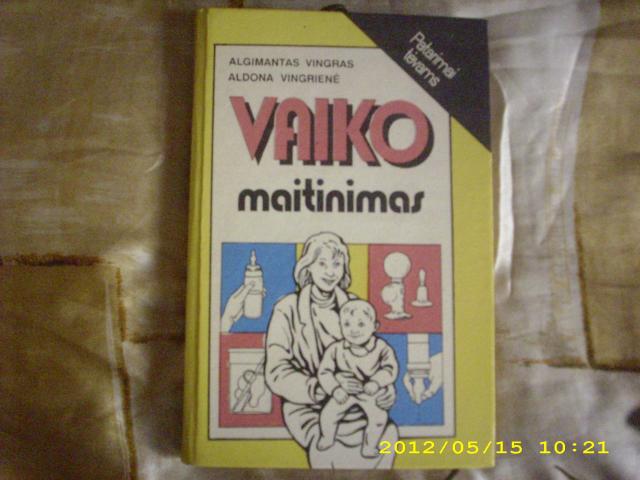 ALGIMANTAS VINGRAS
ALDONA VINGRIENĖ
Patarimai
tėvams
VAIKO
maitinimas
2012/05/15 10:21